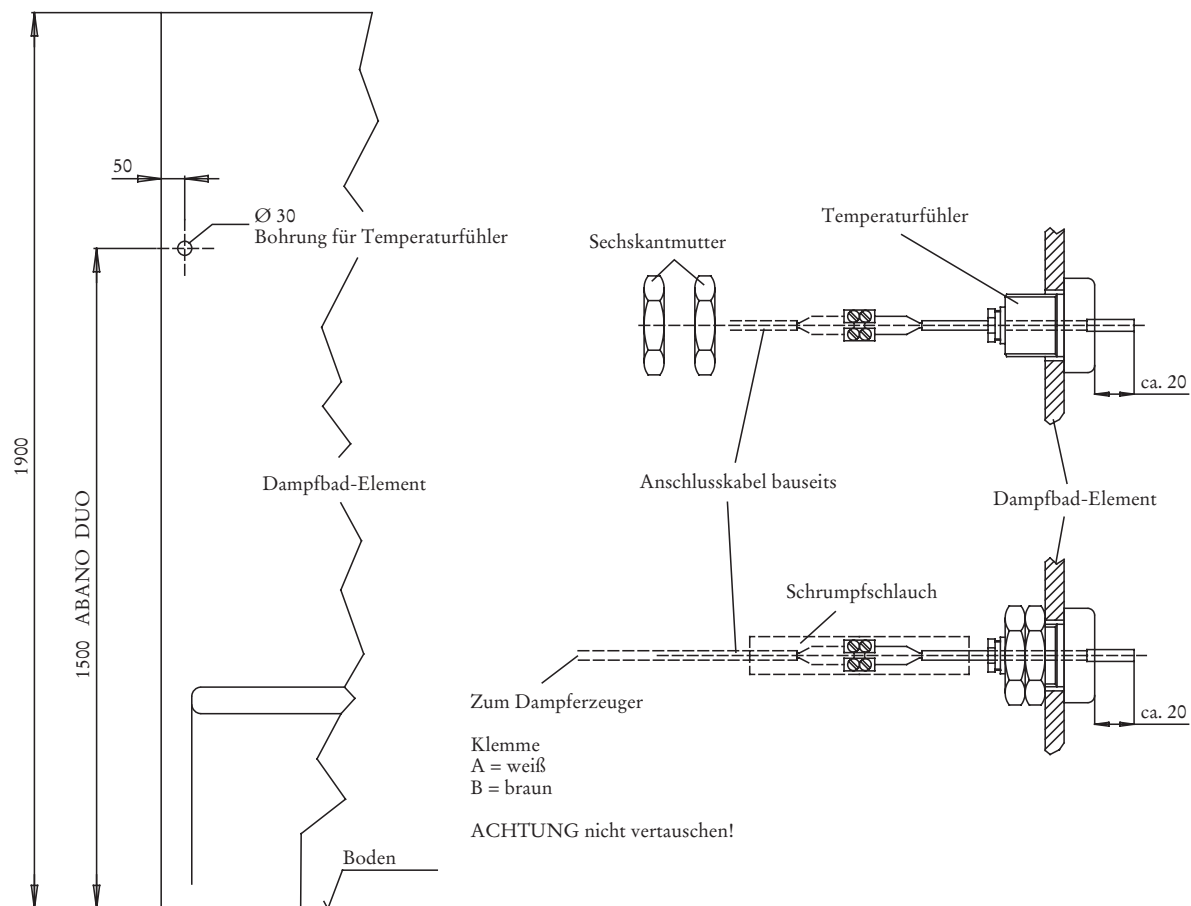 50
Ø 30
Bohrung für Temperaturfühler
1900
1500 ABANO DUO
Dampfbad-Element
Boden
Temperaturfühler
Sechskantmutter
ca. 20
Anschlusskabel bauseits
Dampfbad-Element
Schrumpfschlauch
Zum Dampferzeuger
ca. 20
Klemme
A = weiß
B = braun
ACHTUNG nicht vertauschen!